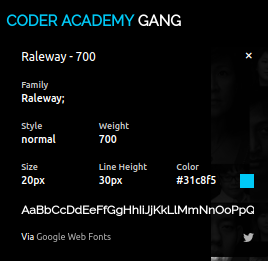 CODER ACADEMY GANG
Raleway - 700 ×
Family
Raleway;
Style Weight
normal 700
Size Line Height Color
20px 30px #31c8f5
AaBbCcDdEeFfGgHhIiJjKkLlMmNnOoPpQ
Via Google Web Fonts